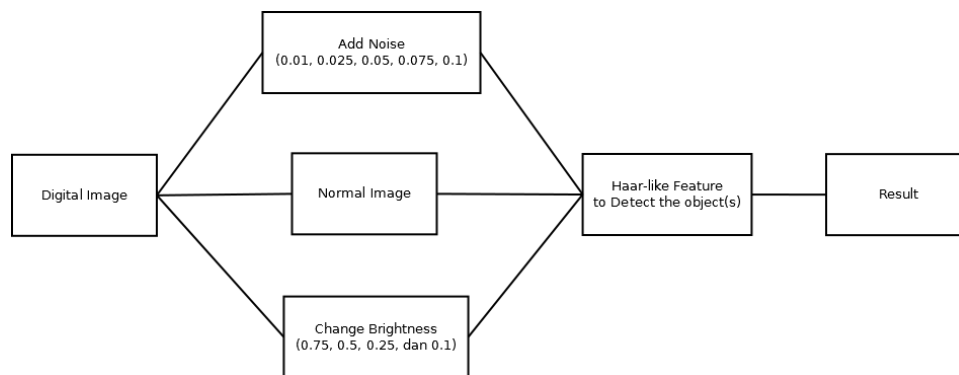 Add Noise
(0.01, 0.025, 0.05, 0.075, 0.1)
Digital Image
Normal Image
Haar-like Feature
to Detect the object(s)
Result
Change Brightness
(0.75, 0.5, 0.25, dan 0.1)